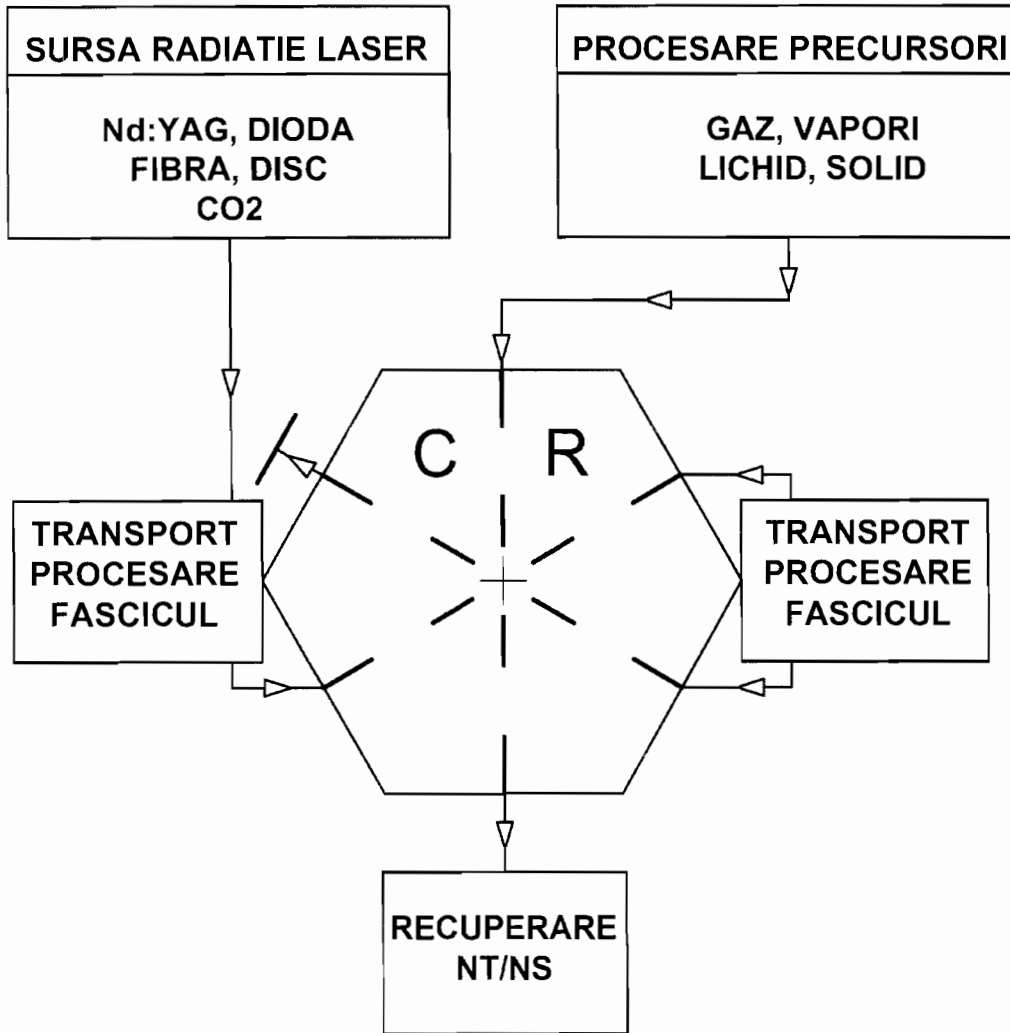 SURSA RADIATIE LASER
Nd:YAG, DIODA
FIBRA, DISC
CO2
PROCESARE PRECURSORI
GAZ, VAPORI
LICHID, SOLID
C R
TRANSPORT
PROCESARE
FASCICUL
TRANSPORT
PROCESARE
FASCICUL
RECUPERARE
NT/NS